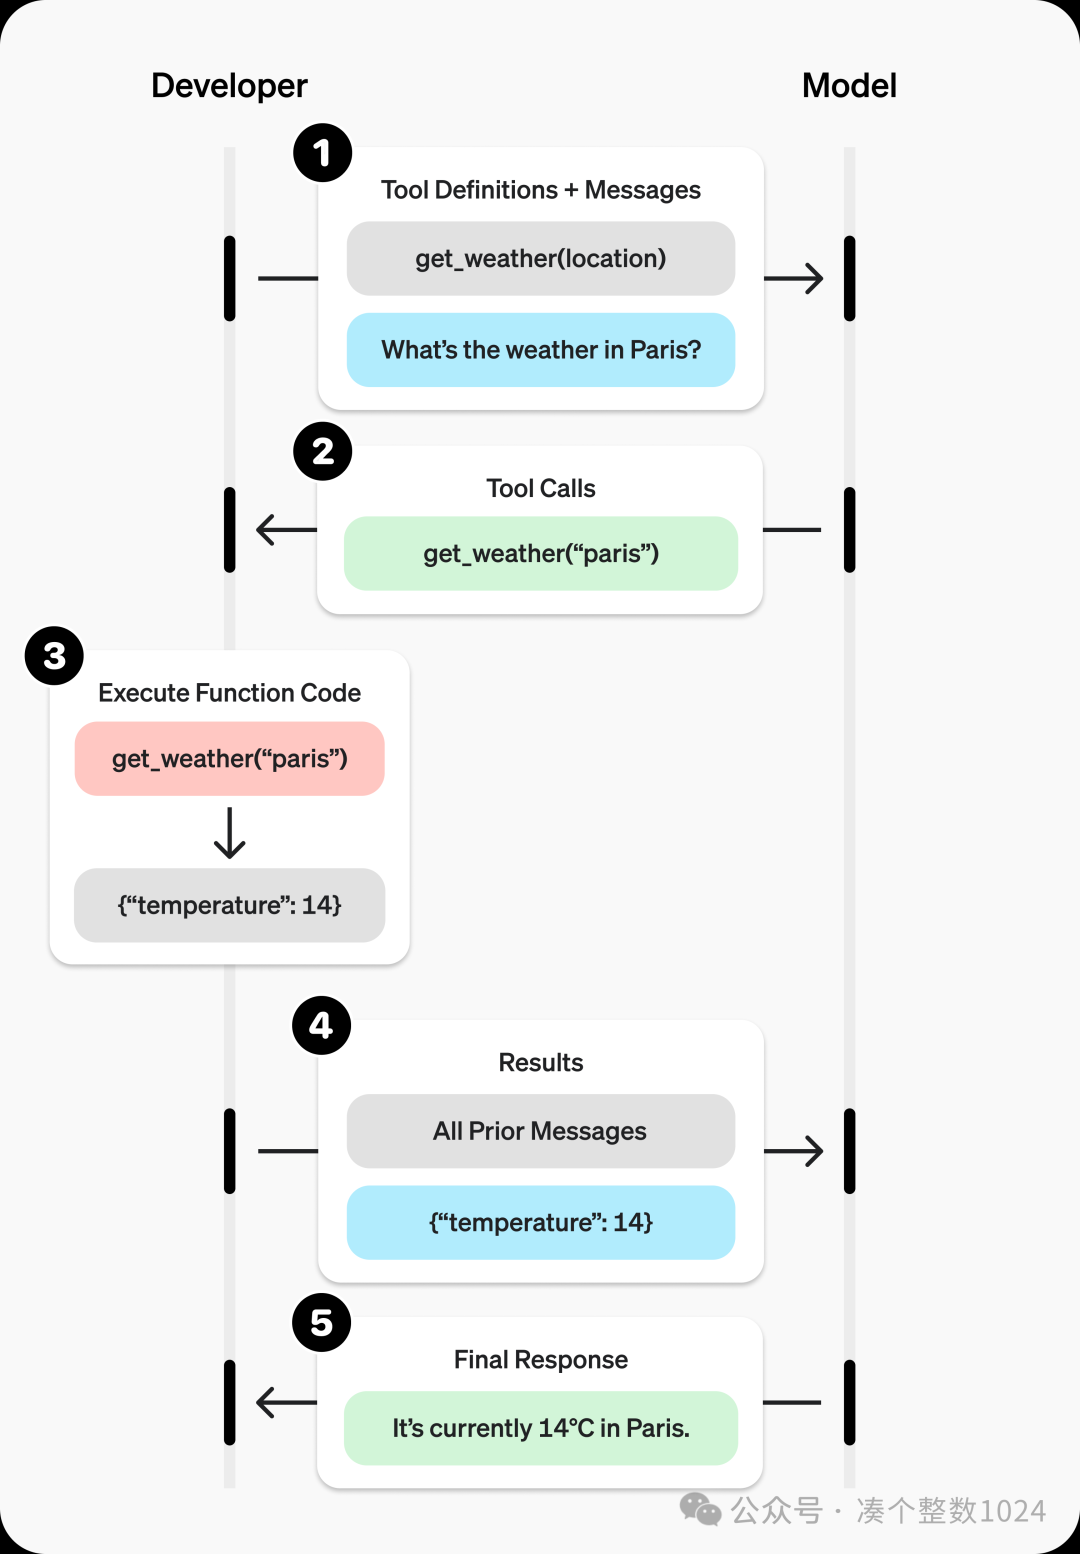 Developer
Model
1
Tool Definitions + Messages
get_weather(location)
What’s the weather in Paris?
2
Tool Calls
get_weather(“paris”)
3
Execute Function Code
get_weather(“paris”)
{“temperature”: 14}
4
Results
All Prior Messages
{“temperature”: 14}
5
Final Response
It’s currently 14°C in Paris.
公众号 · 凑个整数1024